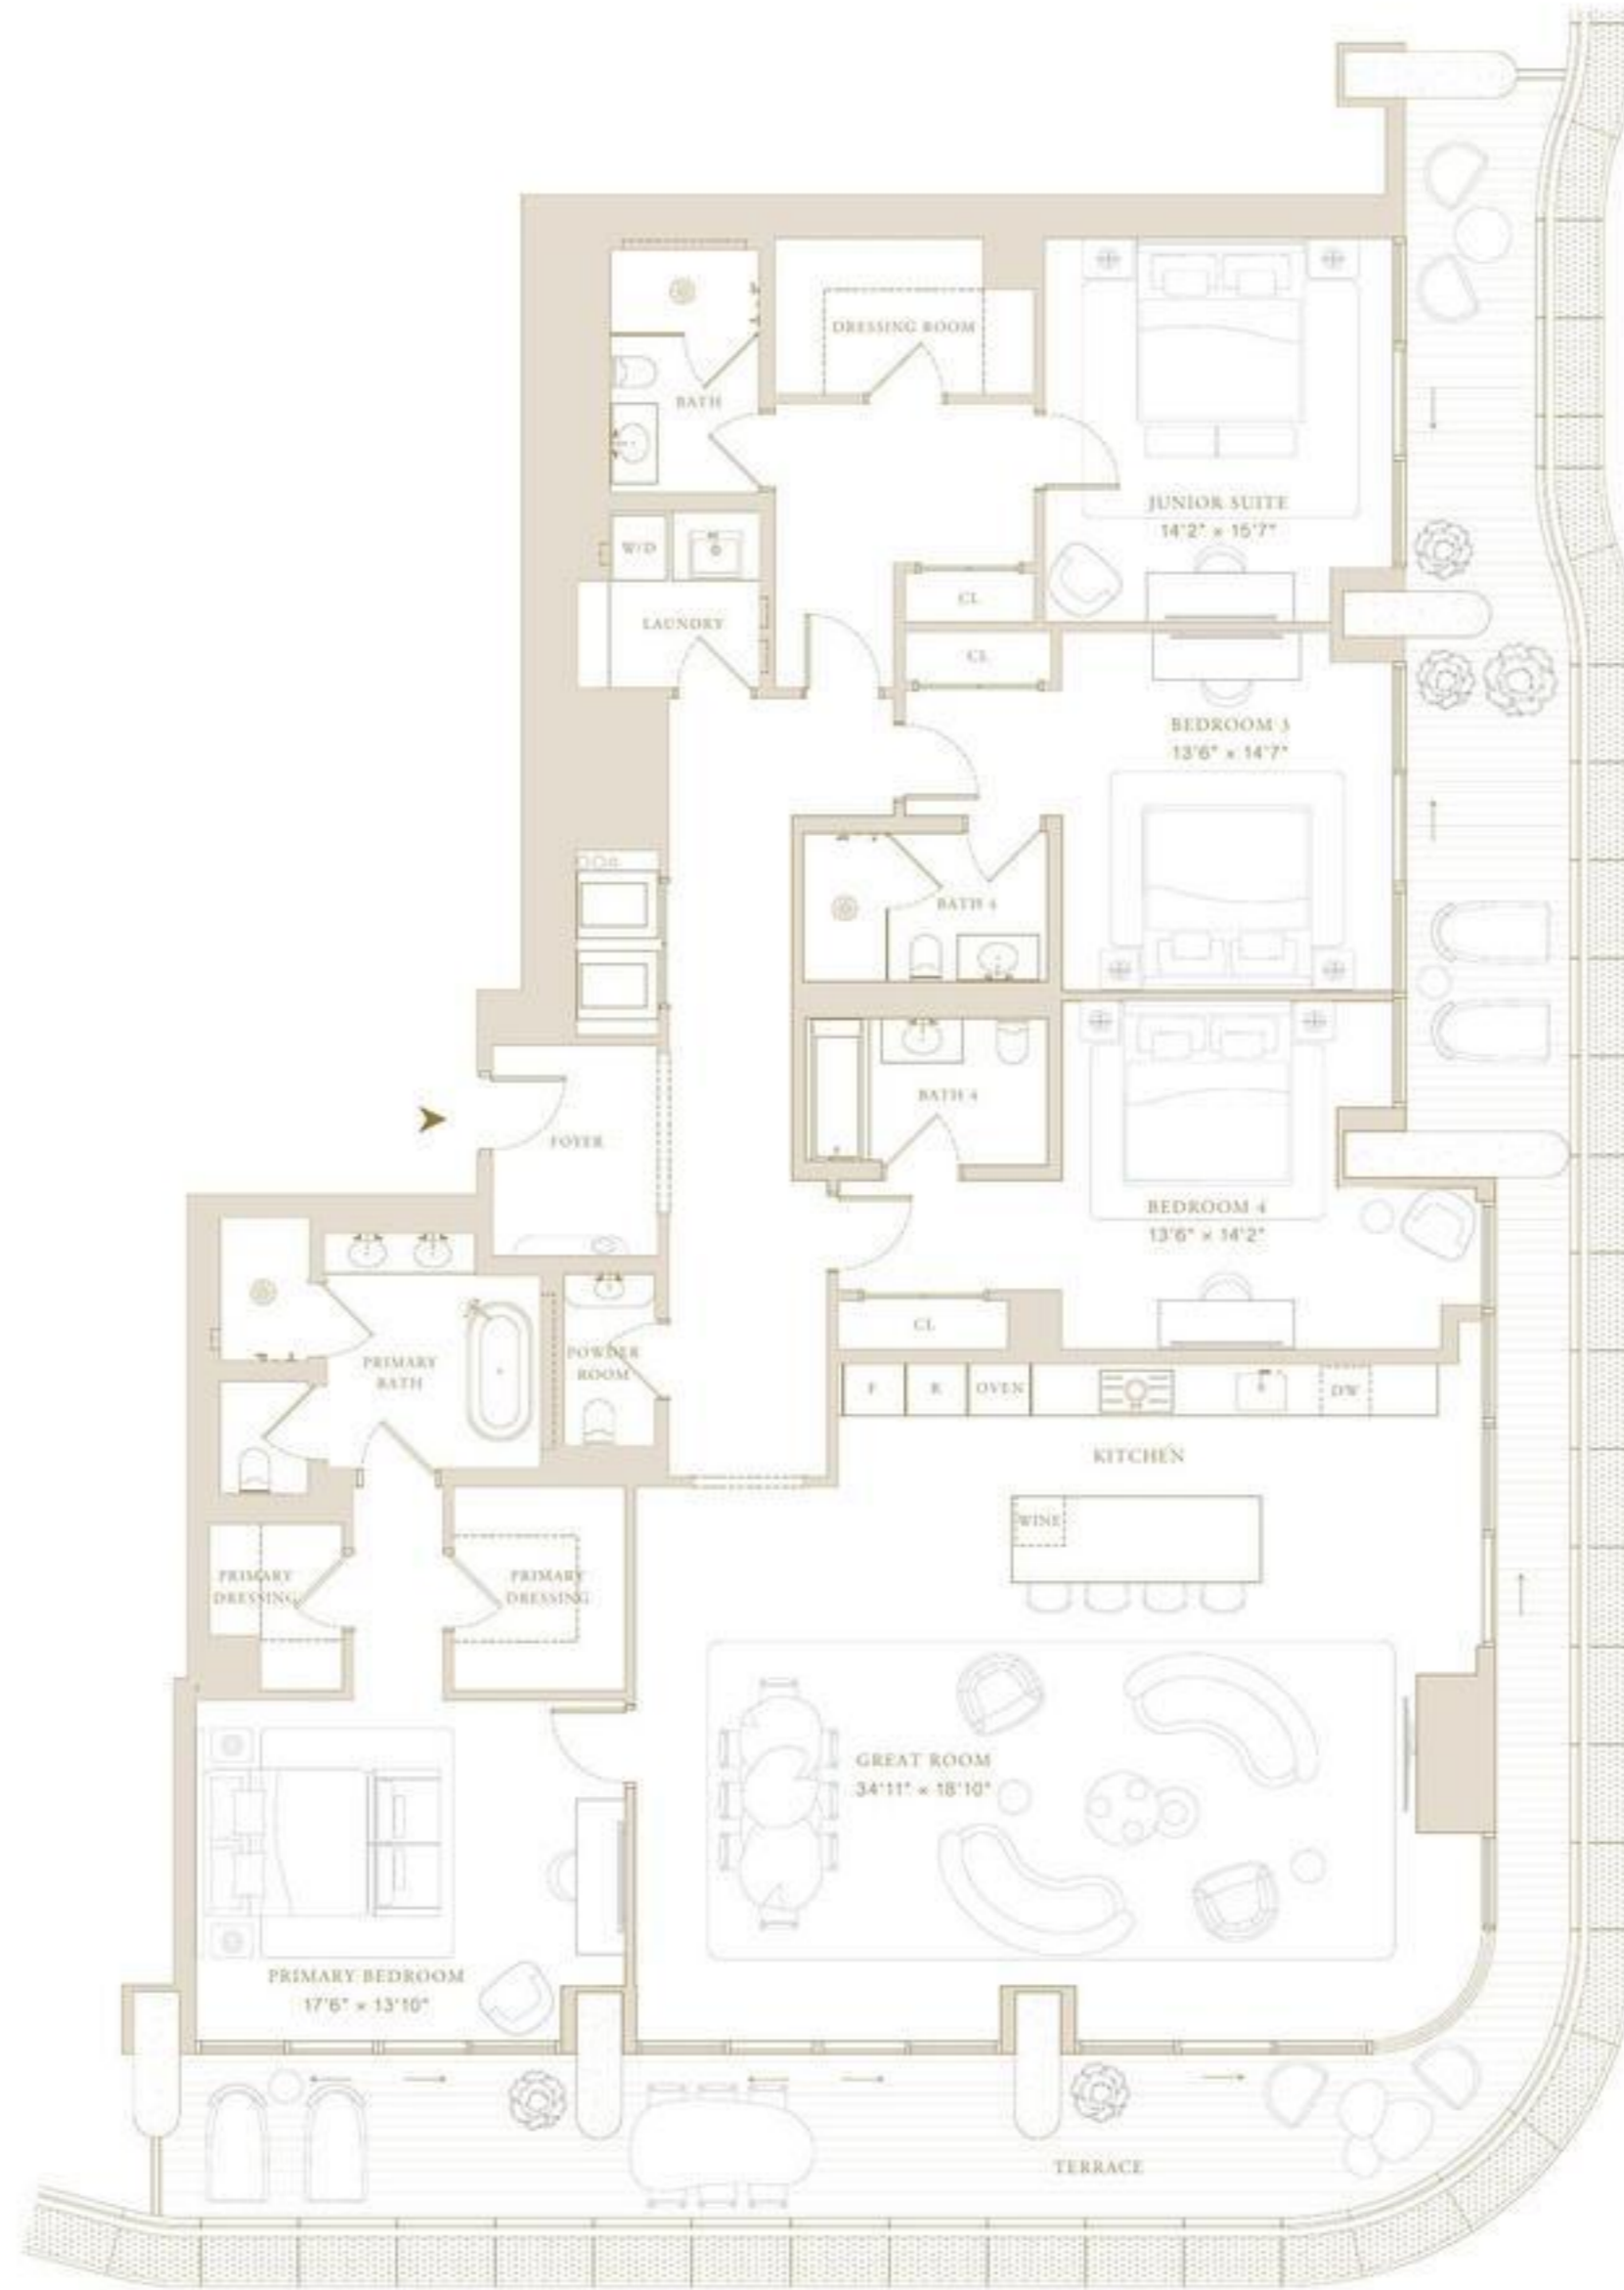 DRESSING ROOM
BATH
JUNIOR SUITE
14'2" × 15'7"
W/D
CL
LAUNDRY
CL
BEDROOM 3
13'6" × 14'7"
BATH 4
BATH 4
FOYER
BEDROOM 4
13'6" × 14'2"
CL
POWDER
ROOM
PRIMARY
BATH
F
R
OVEN
DW
KITCHEN
WINE
PRIMARY
DRESSING
PRIMARY
DRESSING
GREAT ROOM
34'11" × 18'10"
PRIMARY BEDROOM
17'6" × 13'10"
TERRACE